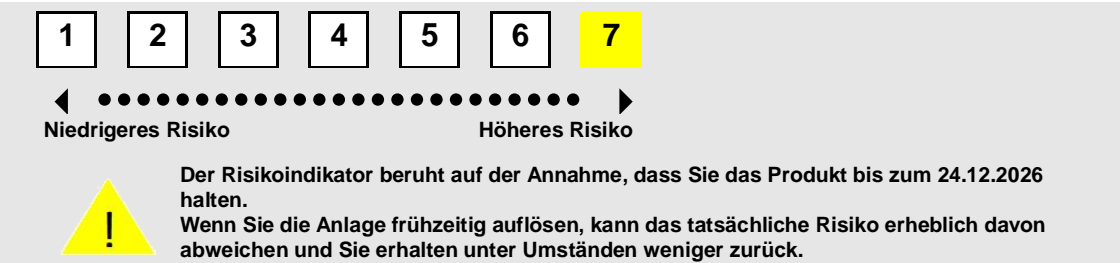 1 2 3 4 5 6 7
Niedrigeres Risiko Höheres Risiko
Der Risikoindikator beruht auf der Annahme, dass Sie das Produkt bis zum 24.12.2026
halten.
Wenn Sie die Anlage frühzeitig auflösen, kann das tatsächliche Risiko erheblich davon
abweichen und Sie erhalten unter Umständen weniger zurück.
!